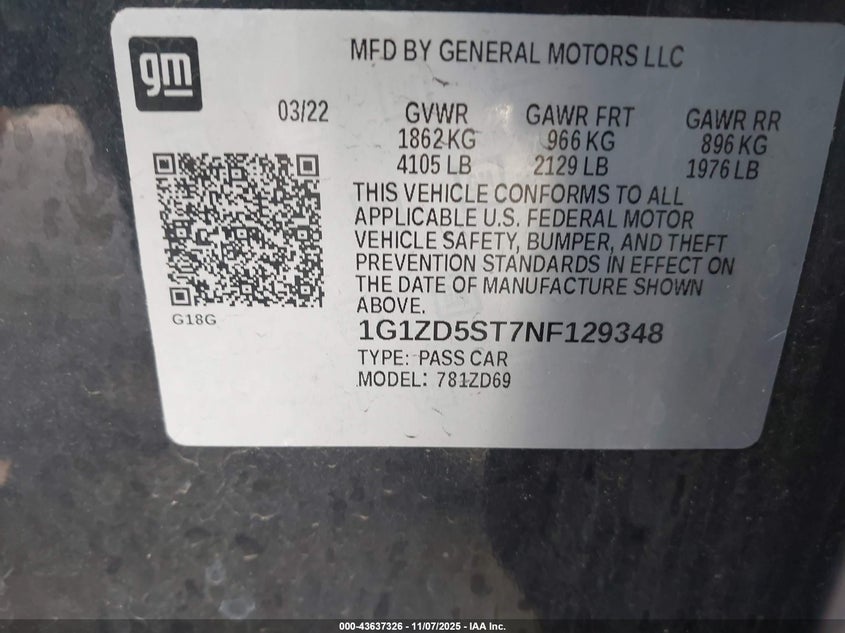 gm
MFD BY GENERAL MOTORS LLC
03/22 GVWR GAWR FRT GAWR RR
1862 KG 966 KG 896 KG
4105 LB 2129 LB 1976 LB
THIS VEHICLE CONFORMS TO ALL
APPLICABLE U.S. FEDERAL MOTOR
VEHICLE SAFETY, BUMPER, AND THEFT
PREVENTION STANDARDS IN EFFECT ON
THE DATE OF MANUFACTURE SHOWN
ABOVE.
G18G
1G1ZD5ST7NF129348
TYPE: PASS CAR
MODEL: 781ZD69
000-43637326 - 11/07/2025 - IAA Inc.